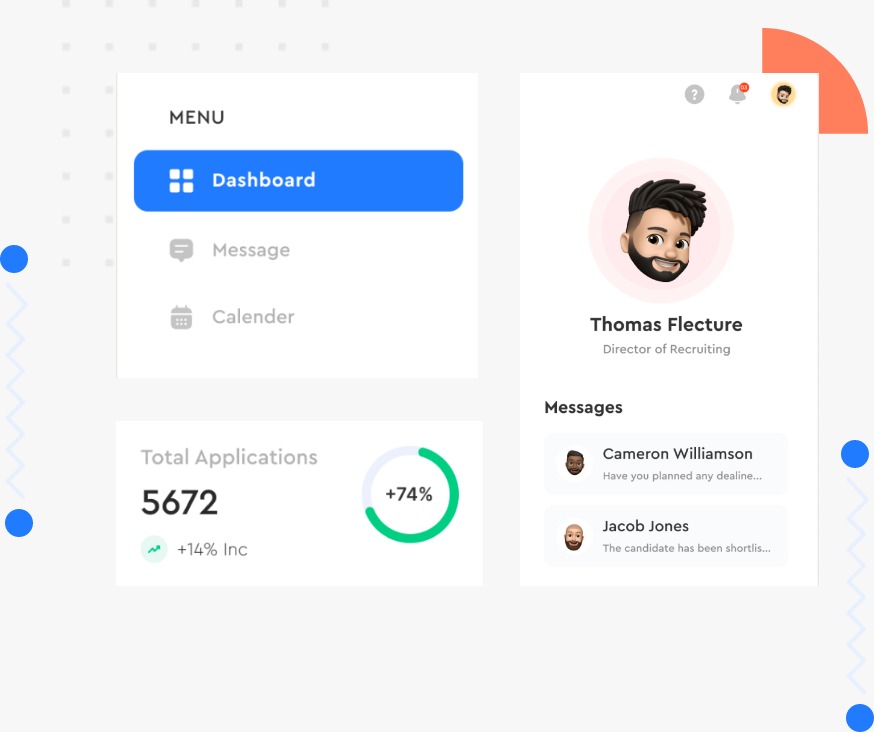 MENU
Dashboard
Message
Calender
Total Applications
5672
+14% Inc
+74%
?
Thomas Flecture
Director of Recruiting
Messages
Cameron Williamson
Have you planned any dealine...
Jacob Jones
The candidate has been shortlis...